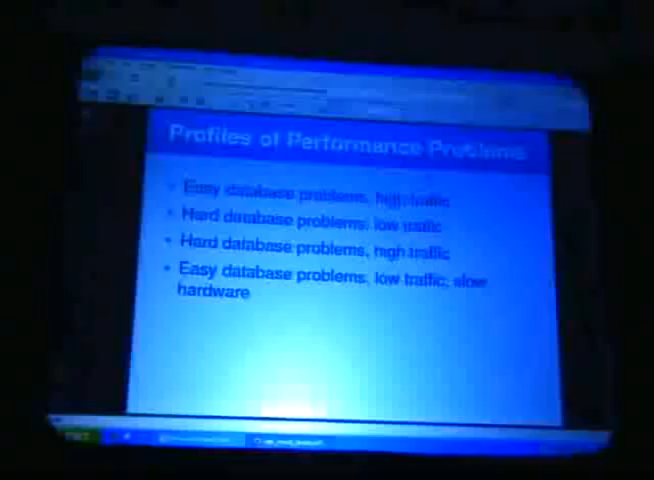 Profiles of Performance Problems
Easy database problems, high traffic
Hard database problems, low traffic
Hard database problems, high traffic
Easy database problems, low traffic, slow
hardware